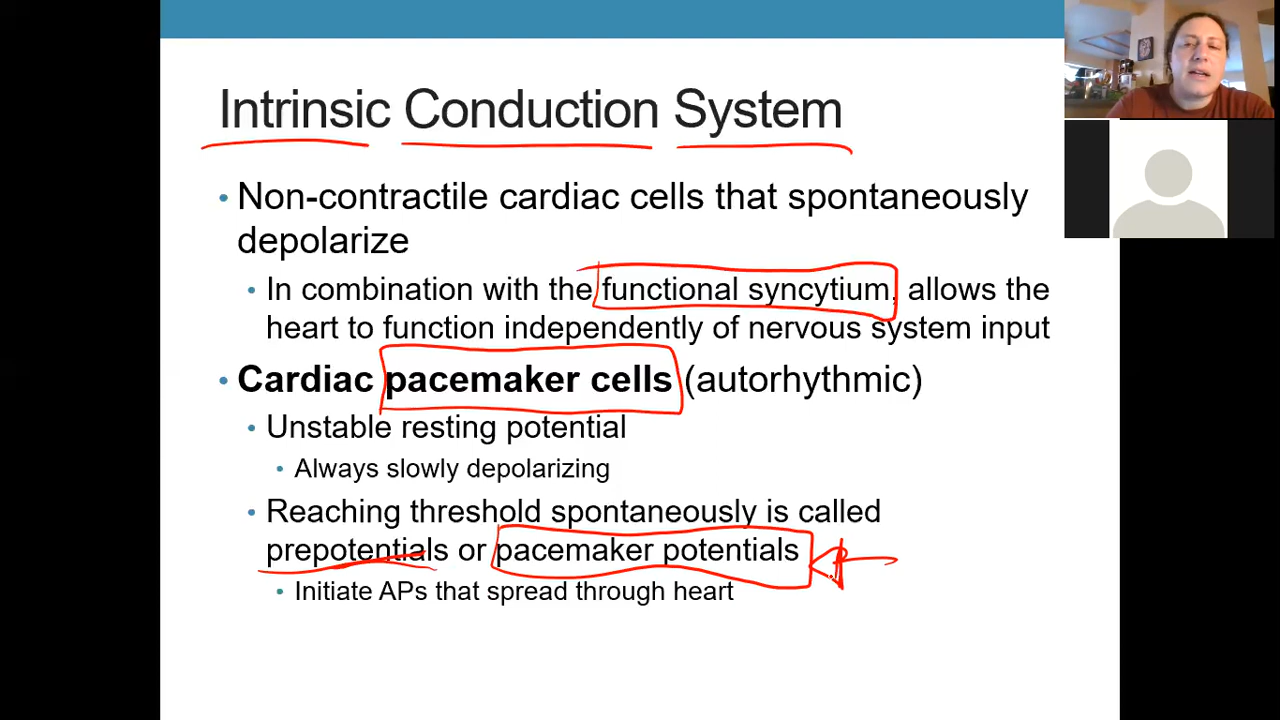 Intrinsic Conduction System
• Non-contractile cardiac cells that spontaneously
depolarize
• In combination with the functional syncytium, allows the
heart to function independently of nervous system input
• Cardiac pacemaker cells (autorhythmic)
• Unstable resting potential
• Always slowly depolarizing
• Reaching threshold spontaneously is called
prepotentials or pacemaker potentials
• Initiate APs that spread through heart